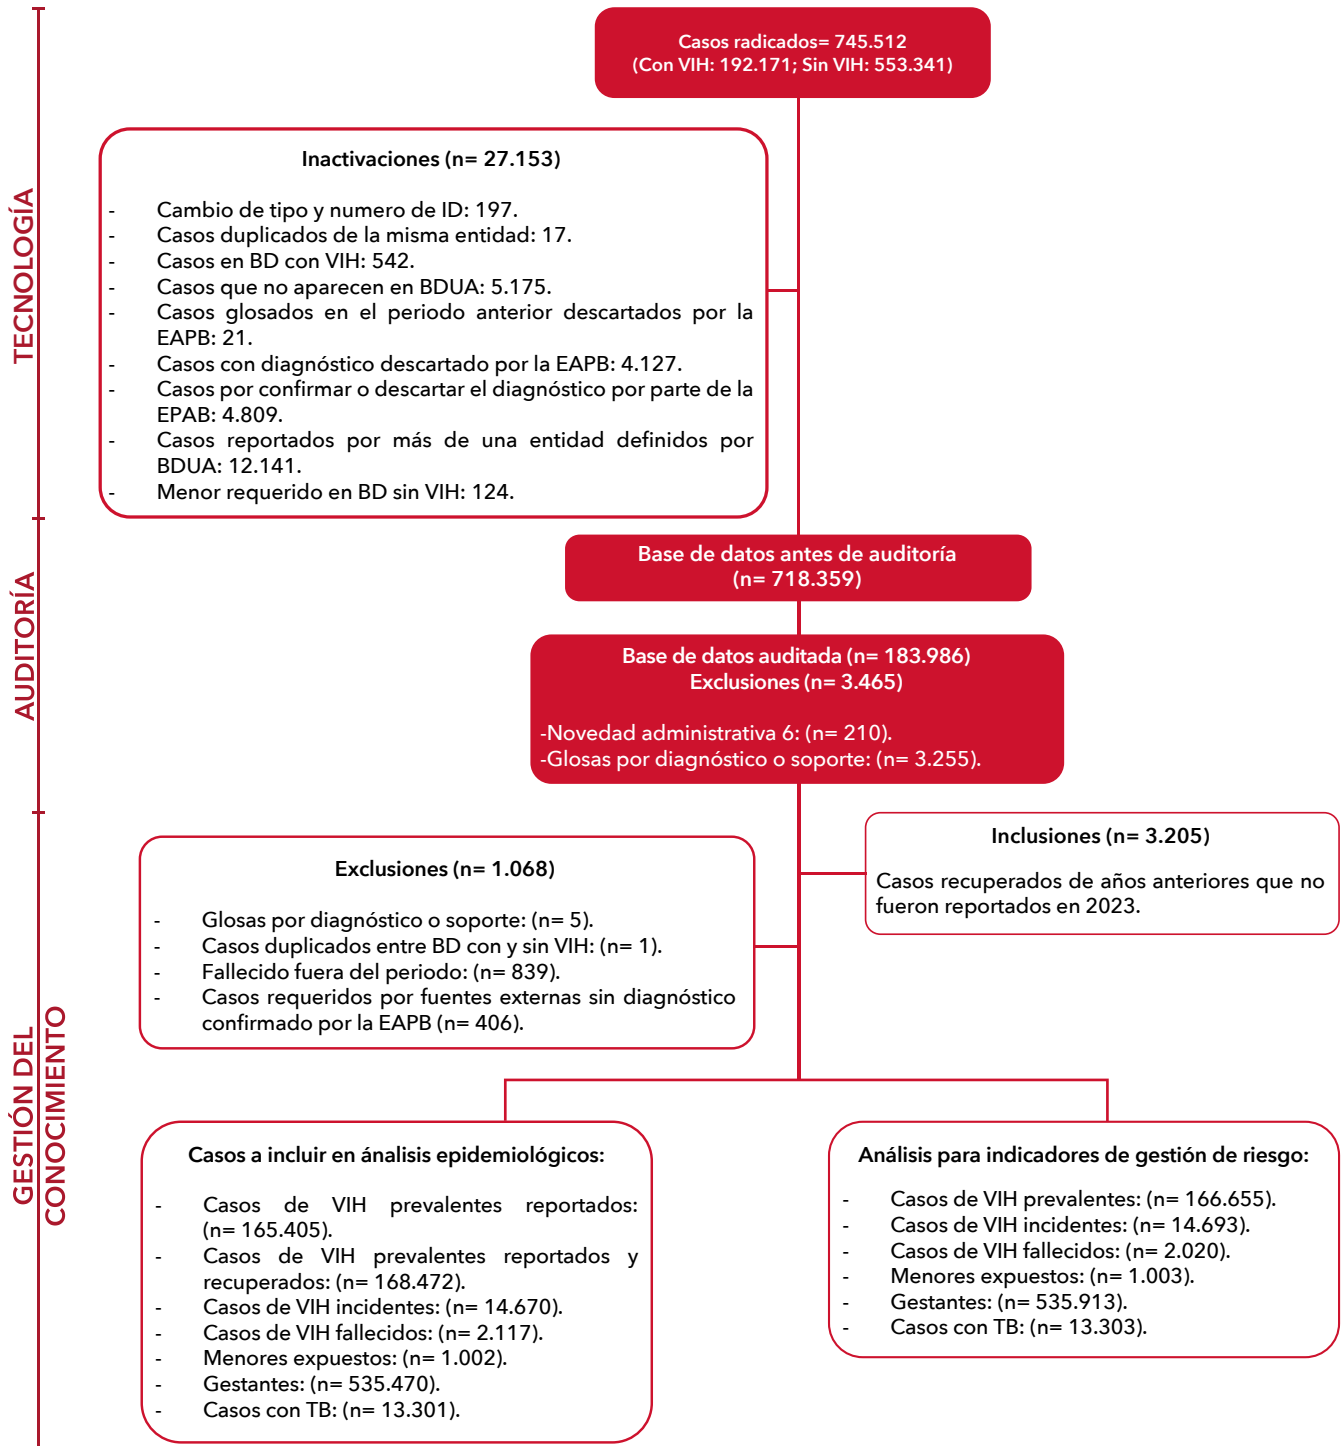 Casos radicados= 745.512
(Con VIH: 192.171; Sin VIH: 553.341)
TECNOLOGÍA
Inactivaciones (n= 27.153)
- Cambio de tipo y numero de ID: 197.
- Casos duplicados de la misma entidad: 17.
- Casos en BD con VIH: 542.
- Casos que no aparecen en BDUA: 5.175.
- Casos glosados en el periodo anterior descartados por la
EAPB: 21.
- Casos con diagnóstico descartado por la EAPB: 4.127.
- Casos por confirmar o descartar el diagnóstico por parte de la
EPAB: 4.809.
- Casos reportados por más de una entidad definidos por
BDUA: 12.141.
- Menor requerido en BD sin VIH: 124.
AUDITORÍA
Base de datos antes de auditoría
(n= 718.359)
Base de datos auditada (n= 183.986)
Exclusiones (n= 3.465)
-Novedad administrativa 6: (n= 210).
-Glosas por diagnóstico o soporte: (n= 3.255).
GESTIÓN DEL
CONOCIMIENTO
Inclusiones (n= 3.205)
Casos recuperados de años anteriores que no
fueron reportados en 2023.
Exclusiones (n= 1.068)
- Glosas por diagnóstico o soporte: (n= 5).
- Casos duplicados entre BD con y sin VIH: (n= 1).
- Fallecido fuera del periodo: (n= 839).
- Casos requeridos por fuentes externas sin diagnóstico
confirmado por la EAPB (n= 406).
Casos a incluir en ánalisis epidemiológicos:
- Casos de VIH prevalentes reportados:
(n= 165.405).
- Casos de VIH prevalentes reportados y
recuperados: (n= 168.472).
- Casos de VIH incidentes: (n= 14.670).
- Casos de VIH fallecidos: (n= 2.117).
- Menores expuestos: (n= 1.002).
- Gestantes: (n= 535.470).
- Casos con TB: (n= 13.301).
Análisis para indicadores de gestión de riesgo:
- Casos de VIH prevalentes: (n= 166.655).
- Casos de VIH incidentes: (n= 14.693).
- Casos de VIH fallecidos: (n= 2.020).
- Menores expuestos: (n= 1.003).
- Gestantes: (n= 535.913).
- Casos con TB: (n= 13.303).